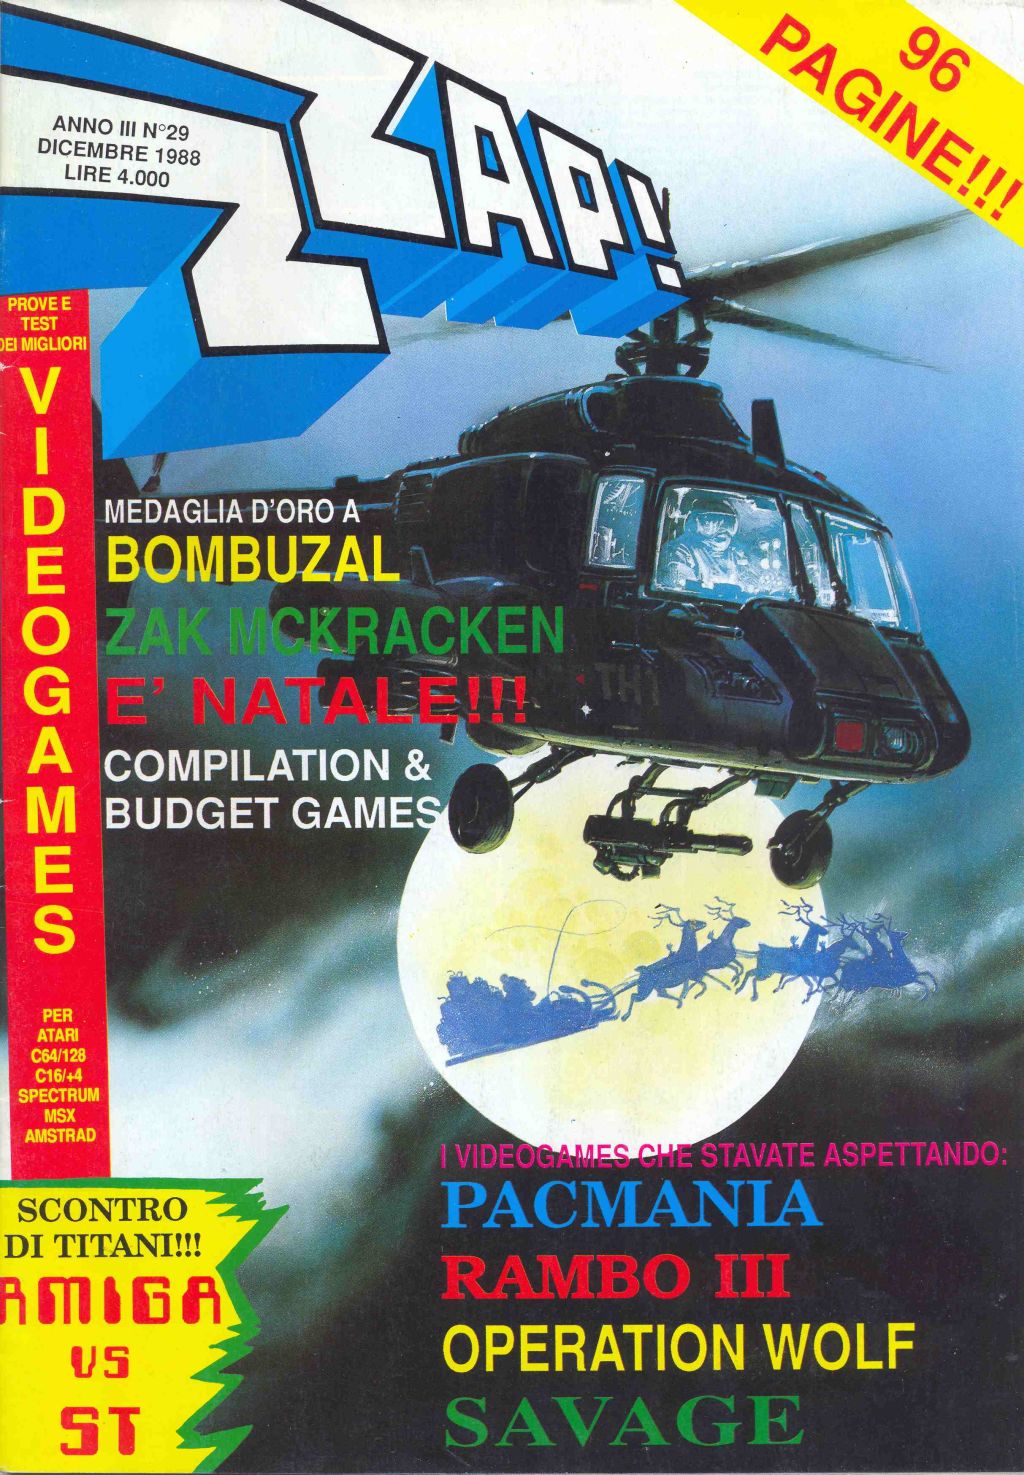 96
PAGINE!!!
ZZAP!
ANNO III N°29
DICEMBRE 1988
LIRE 4.000
PROVE E
TEST
DEI MIGLIORI
VIDEOGAMES
PER
ATARI
C64/128
C16/+4
SPECTRUM
MSX
AMSTRAD
MEDAGLIA D'ORO A
BOMBUZAL
ZAK MCKRACKEN
E' NATALE!!!
COMPILATION &
BUDGET GAMES
I VIDEOGAMES CHE STAVATE ASPETTANDO:
PACMANIA
RAMBO III
OPERATION WOLF
SAVAGE
SCONTRO
DI TITANI!!!
AMIGA
VS
ST